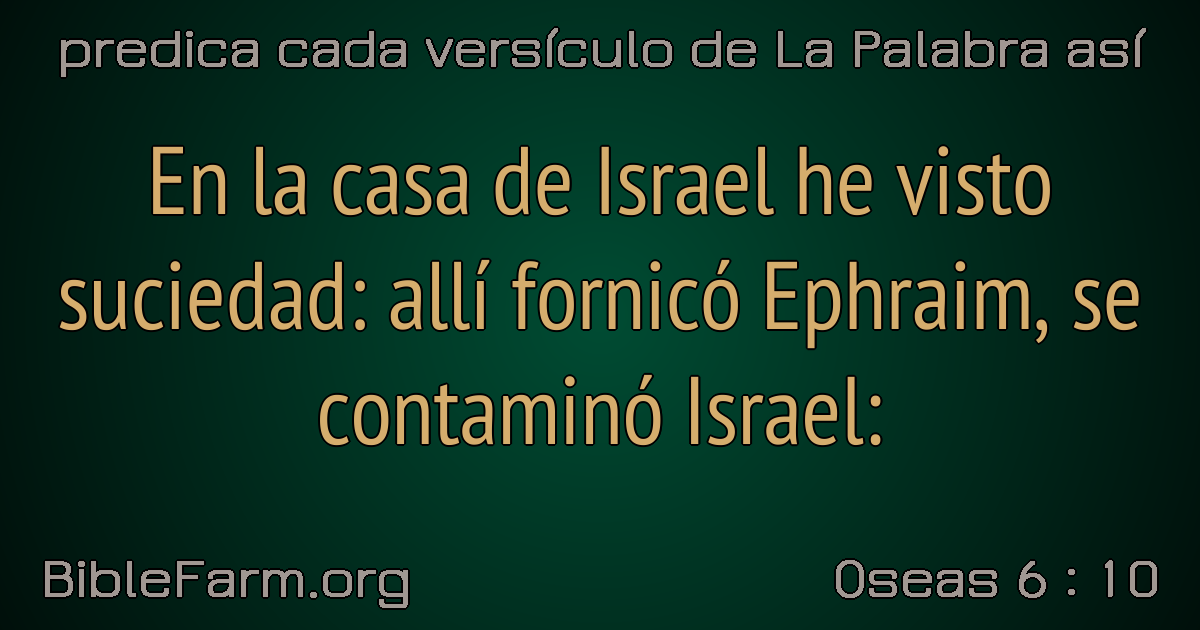 predica cada versículo de La Palabra así
En la casa de Israel he visto
suciedad: allí fornicó Ephraim, se
contaminó Israel:
BibleFarm.org
Oseas 6 : 10